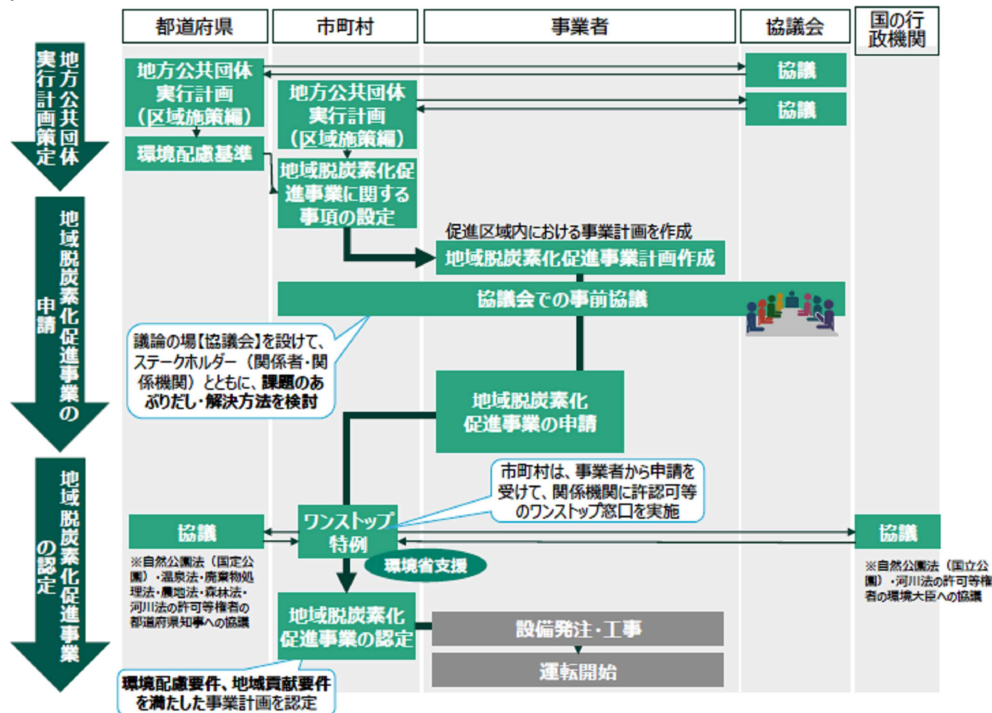 都道府県
市町村
事業者
協議会
国の行
政機関
地方公共団体
実行計画策定
地方公共団体
実行計画
（区域施策編）
協議
地方公共団体
実行計画
（区域施策編）
協議
環境配慮基準
地域脱炭素化促
進事業に関する
事項の設定
地域脱炭素化促進事業の
申請
促進区域内における事業計画を作成
地域脱炭素化促進事業計画作成
協議会での事前協議
議論の場【協議会】を設けて、
ステークホルダー（関係者・関
係機関）とともに、課題のあ
ぶりだし・解決方法を検討
地域脱炭素化
促進事業の申請
地域脱炭素化促進事業
の認定
市町村は、事業者から申請を
受けて、関係機関に許認可等
のワンストップ窓口を実施
協議
ワンストップ
特例
協議
環境省支援
※自然公園法（国定公
園）・温泉法・廃棄物処
理法・農地法・森林法・
河川法の許可等権者の
都道府県知事への協議
※自然公園法（国立公
園）・河川法の許可等権
者の環境大臣への協議
地域脱炭素化
促進事業の認定
設備発注・工事
運転開始
環境配慮要件、地域貢献要件
を満たした事業計画を認定